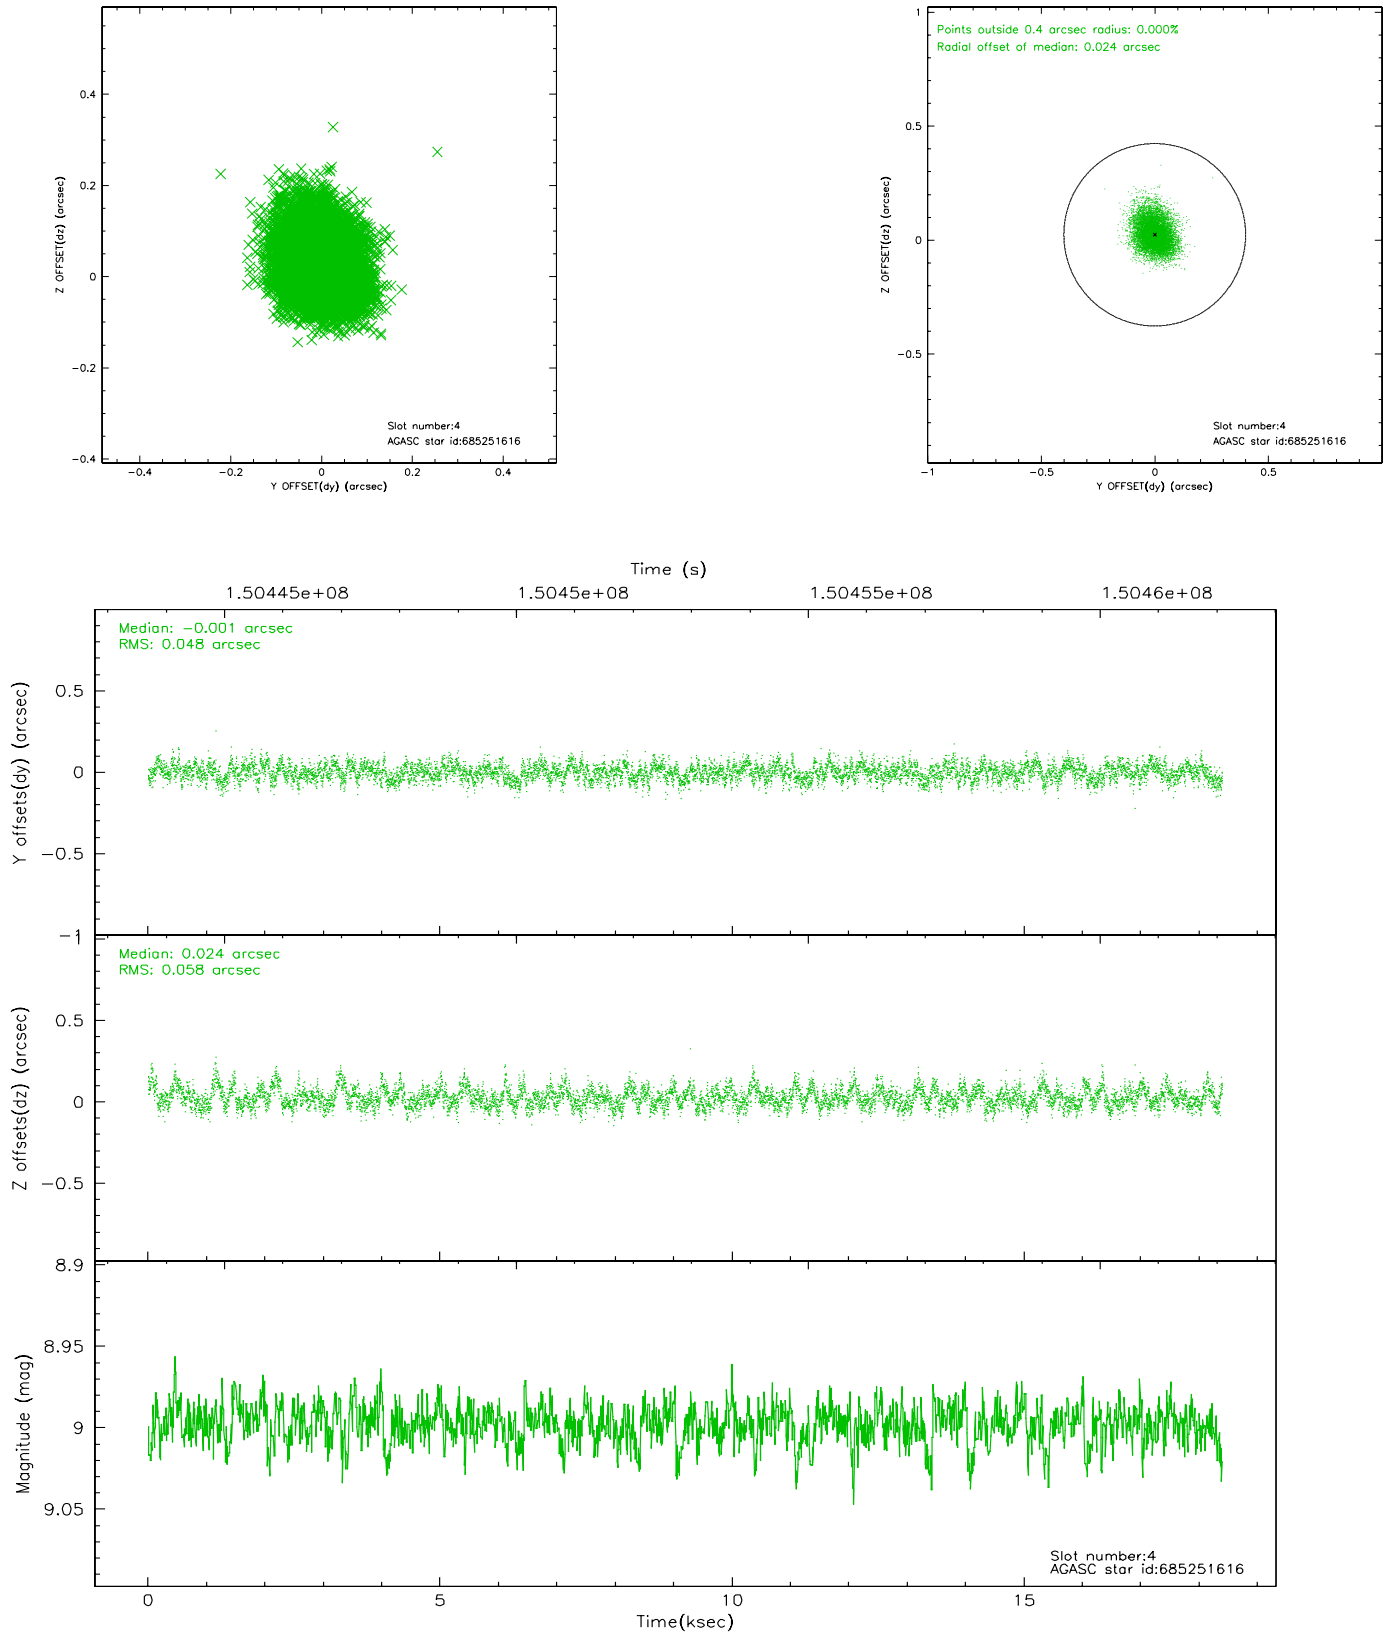 0.4
0.2
0
−0.2
−0.4
Z OFFSET(dz) (arcsec)
Slot number:4
AGASC star id:685251616
−0.4 −0.2 0 0.2 0.4
Y OFFSET(dy) (arcsec)
Points outside 0.4 arcsec radius: 0.000%
Radial offset of median: 0.024 arcsec
1
0.5
0
−0.5
Z OFFSET(dz) (arcsec)
Slot number:4
AGASC star id:685251616
−1 −0.5 0 0.5
Y OFFSET(dy) (arcsec)
Time (s)
1.50445e+08 1.5045e+08 1.50455e+08 1.5046e+08
Median: −0.001 arcsec
RMS: 0.048 arcsec
0.5
0
−0.5
−1
Y offsets(dy) (arcsec)
Median: 0.024 arcsec
RMS: 0.058 arcsec
1
0.5
0
−0.5
Z offsets(dz) (arcsec)
8.9
8.95
9
9.05
Magnitude (mag)
Slot number:4
AGASC star id:685251616
0 5 10 15
Time(ksec)